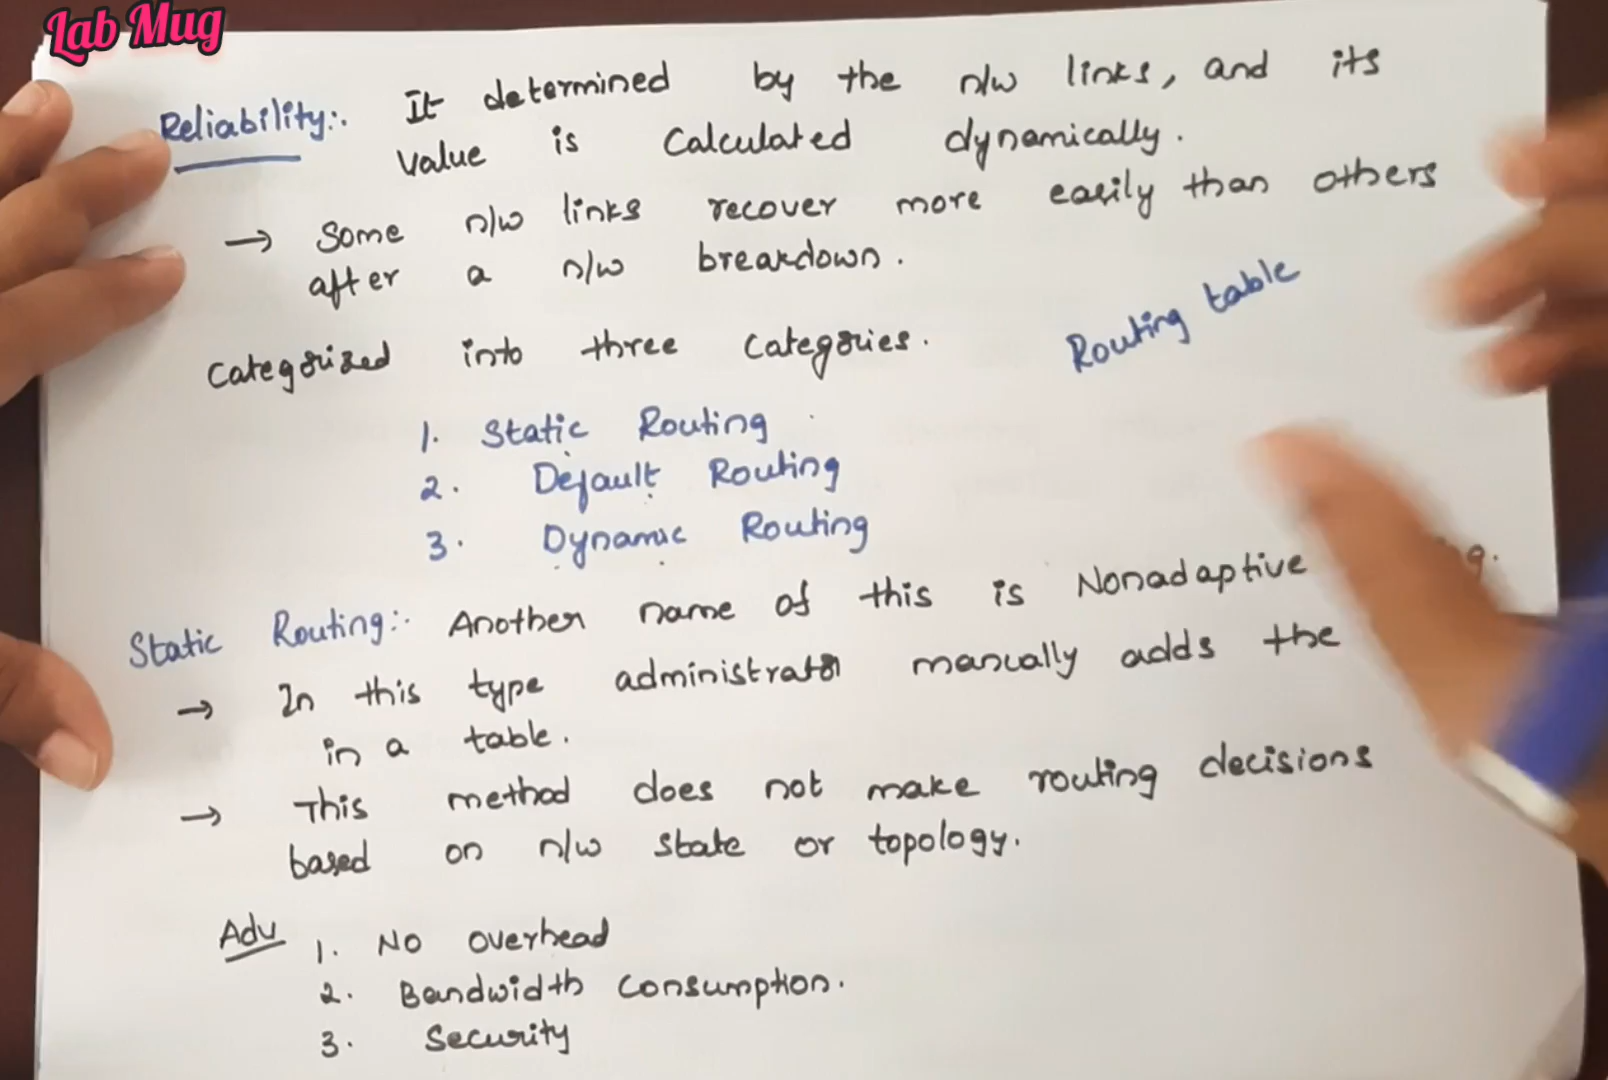 Lab Mug
Reliability:. It determined by the n/w links, and its
value is calculated dynamically.
→ Some n/w links recover more easily than others
after a n/w breakdown.
Routing table
Categorized into three categories.
1. Static Routing
2. Default Routing
3. Dynamic Routing
Static Routing:. Another name of this is Nonadaptive
→ In this type administrator manually adds the
in a table.
→ This method does not make routing decisions
based on n/w state or topology.
Adv 1. No overhead
2. Bandwidth Consumption.
3. Security